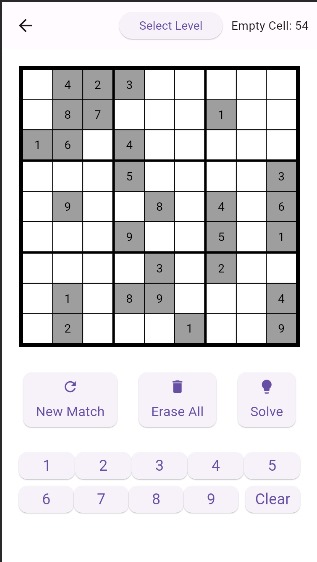 Select Level Empty Cell: 54
4 2 3
8 7 1
1 6 4
5 3
9 8 4 6
9 5 1
3 2
1 8 9 4
2 1 9
New Match Erase All Solve
1 2 3 4 5
6 7 8 9 Clear